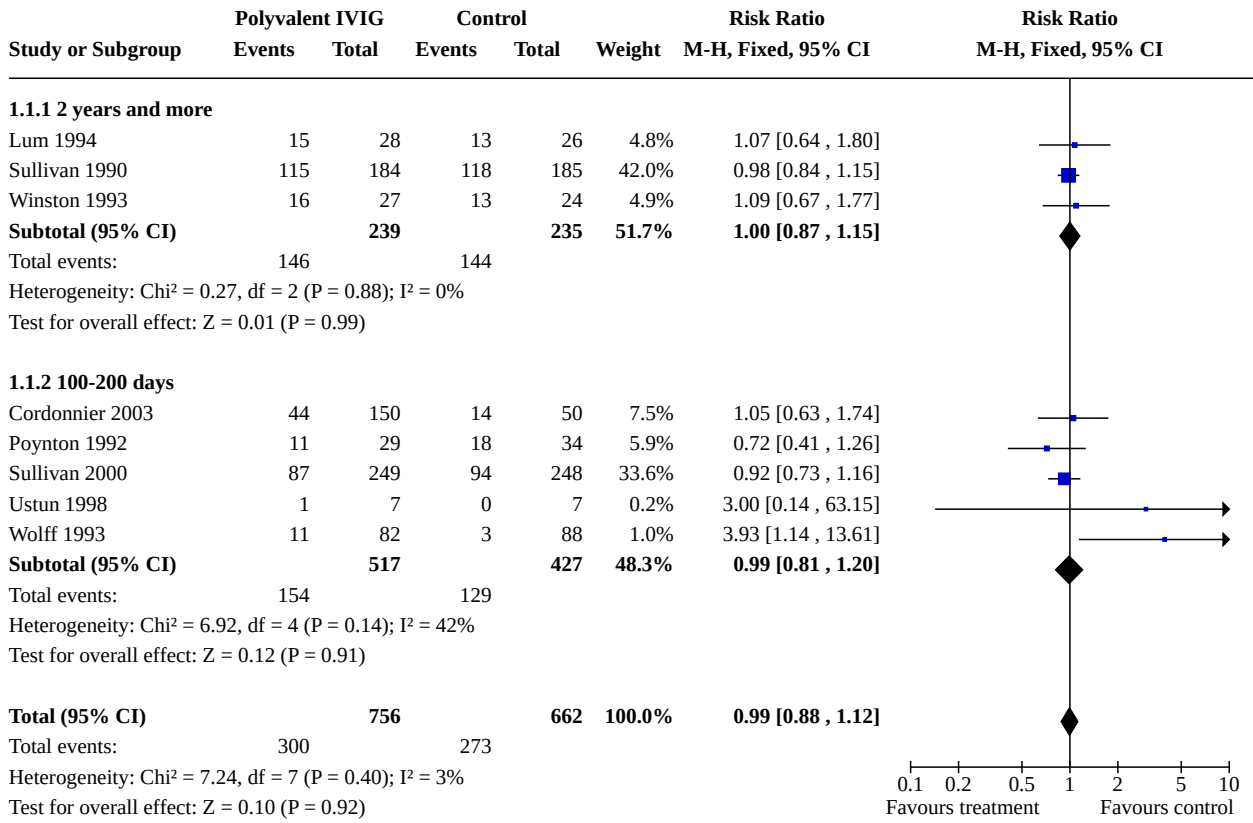 Polyvalent IVIG Control Risk Ratio Risk Ratio
Study or Subgroup Events Total Events Total Weight M-H, Fixed, 95% CI M-H, Fixed, 95% CI
1.1.1 2 years and more
Lum 1994 15 28 13 26 4.8% 1.07 [0.64 , 1.80]
Sullivan 1990 115 184 118 185 42.0% 0.98 [0.84 , 1.15]
Winston 1993 16 27 13 24 4.9% 1.09 [0.67 , 1.77]
Subtotal (95% CI) 239 235 51.7% 1.00 [0.87 , 1.15]
Total events: 146 144
Heterogeneity: Chi² = 0.27, df = 2 (P = 0.88); I² = 0%
Test for overall effect: Z = 0.01 (P = 0.99)
1.1.2 100-200 days
Cordonnier 2003 44 150 14 50 7.5% 1.05 [0.63 , 1.74]
Poynton 1992 11 29 18 34 5.9% 0.72 [0.41 , 1.26]
Sullivan 2000 87 249 94 248 33.6% 0.92 [0.73 , 1.16]
Ustun 1998 1 7 0 7 0.2% 3.00 [0.14 , 63.15]
Wolff 1993 11 82 3 88 1.0% 3.93 [1.14 , 13.61]
Subtotal (95% CI) 517 427 48.3% 0.99 [0.81 , 1.20]
Total events: 154 129
Heterogeneity: Chi² = 6.92, df = 4 (P = 0.14); I² = 42%
Test for overall effect: Z = 0.12 (P = 0.91)
Total (95% CI) 756 662 100.0% 0.99 [0.88 , 1.12]
Total events: 300 273
Heterogeneity: Chi² = 7.24, df = 7 (P = 0.40); I² = 3%
Test for overall effect: Z = 0.10 (P = 0.92)
0.1 0.2 0.5 1 2 5 10
Favours treatment Favours control